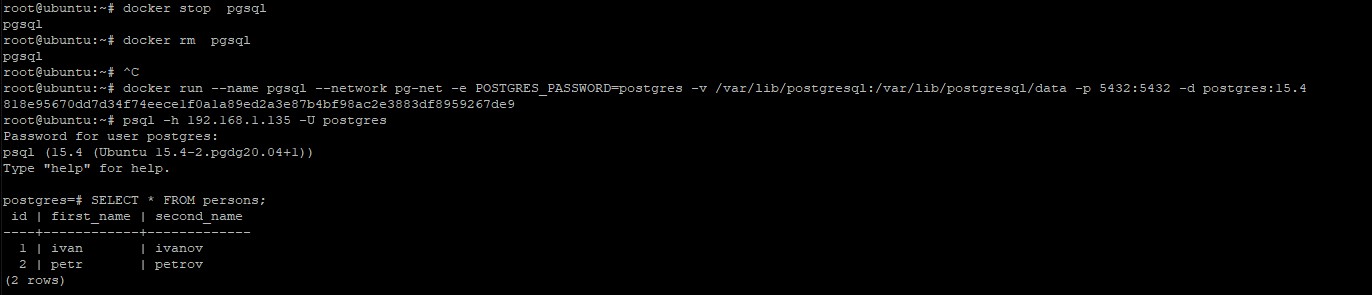 root@ubuntu:~# docker stop  pgsql
pgsql
root@ubuntu:~# docker rm  pgsql
pgsql
root@ubuntu:~# ^C
root@ubuntu:~# docker run --name pgsql --network pg-net -e POSTGRES_PASSWORD=postgres -v /var/lib/postgresql:/var/lib/postgresql/data -p 5432:5432 -d postgres:15.4
818e95670dd7d34f74eece1f0a1a89ed2a3e87b4bf98ac2e3883df8959267de9
root@ubuntu:~# psql -h 192.168.1.135 -U postgres
Password for user postgres:
psql (15.4 (Ubuntu 15.4-2.pgdg20.04+1))
Type "help" for help.

postgres=# SELECT * FROM persons;
 id | first_name | second_name
----+------------+-------------
  1 | ivan       | ivanov
  2 | petr       | petrov
(2 rows)